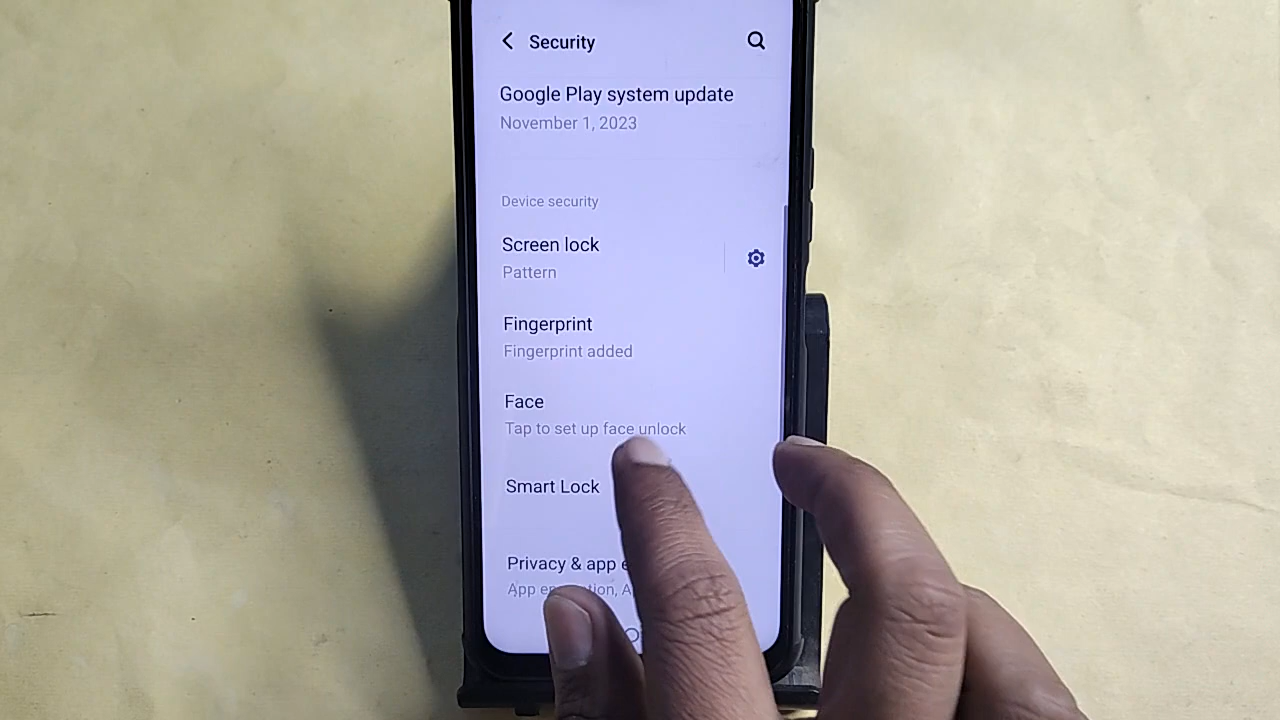 Security
Google Play system update
November 1, 2023
Device security
Screen lock
Pattern
Fingerprint
Fingerprint added
Face
Tap to set up face unlock
Smart Lock
Privacy & app
App